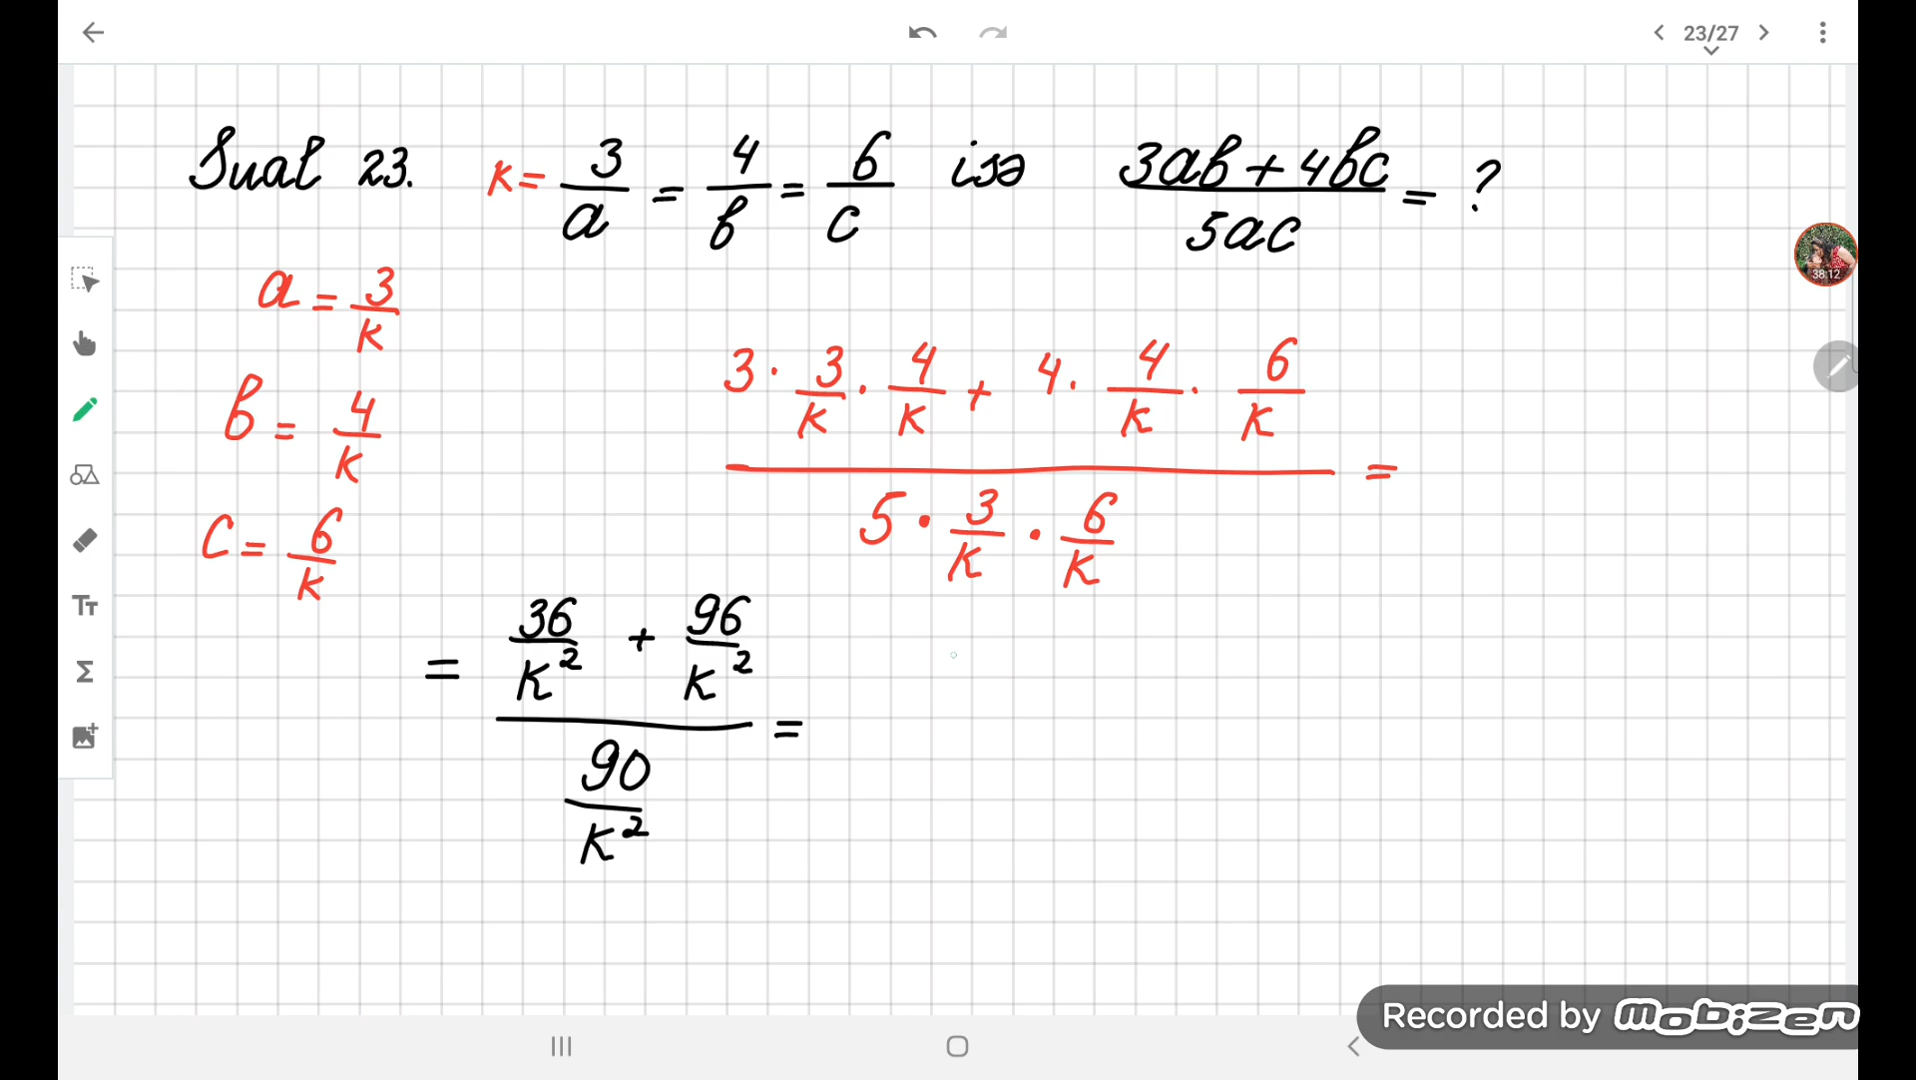 23/27
Sual 23. k = 3/a = 4/b = 6/c isə (3ab + 4bc)/(5ac) = ?
38:12
a = 3/k
b = 4/k
c = 6/k
(3 · 3/k · 4/k + 4 · 4/k · 6/k)/(5 · 3/k · 6/k) =
= (36/k² + 96/k²)/(90/k²) =
Tт
Σ
Recorded by mobizen